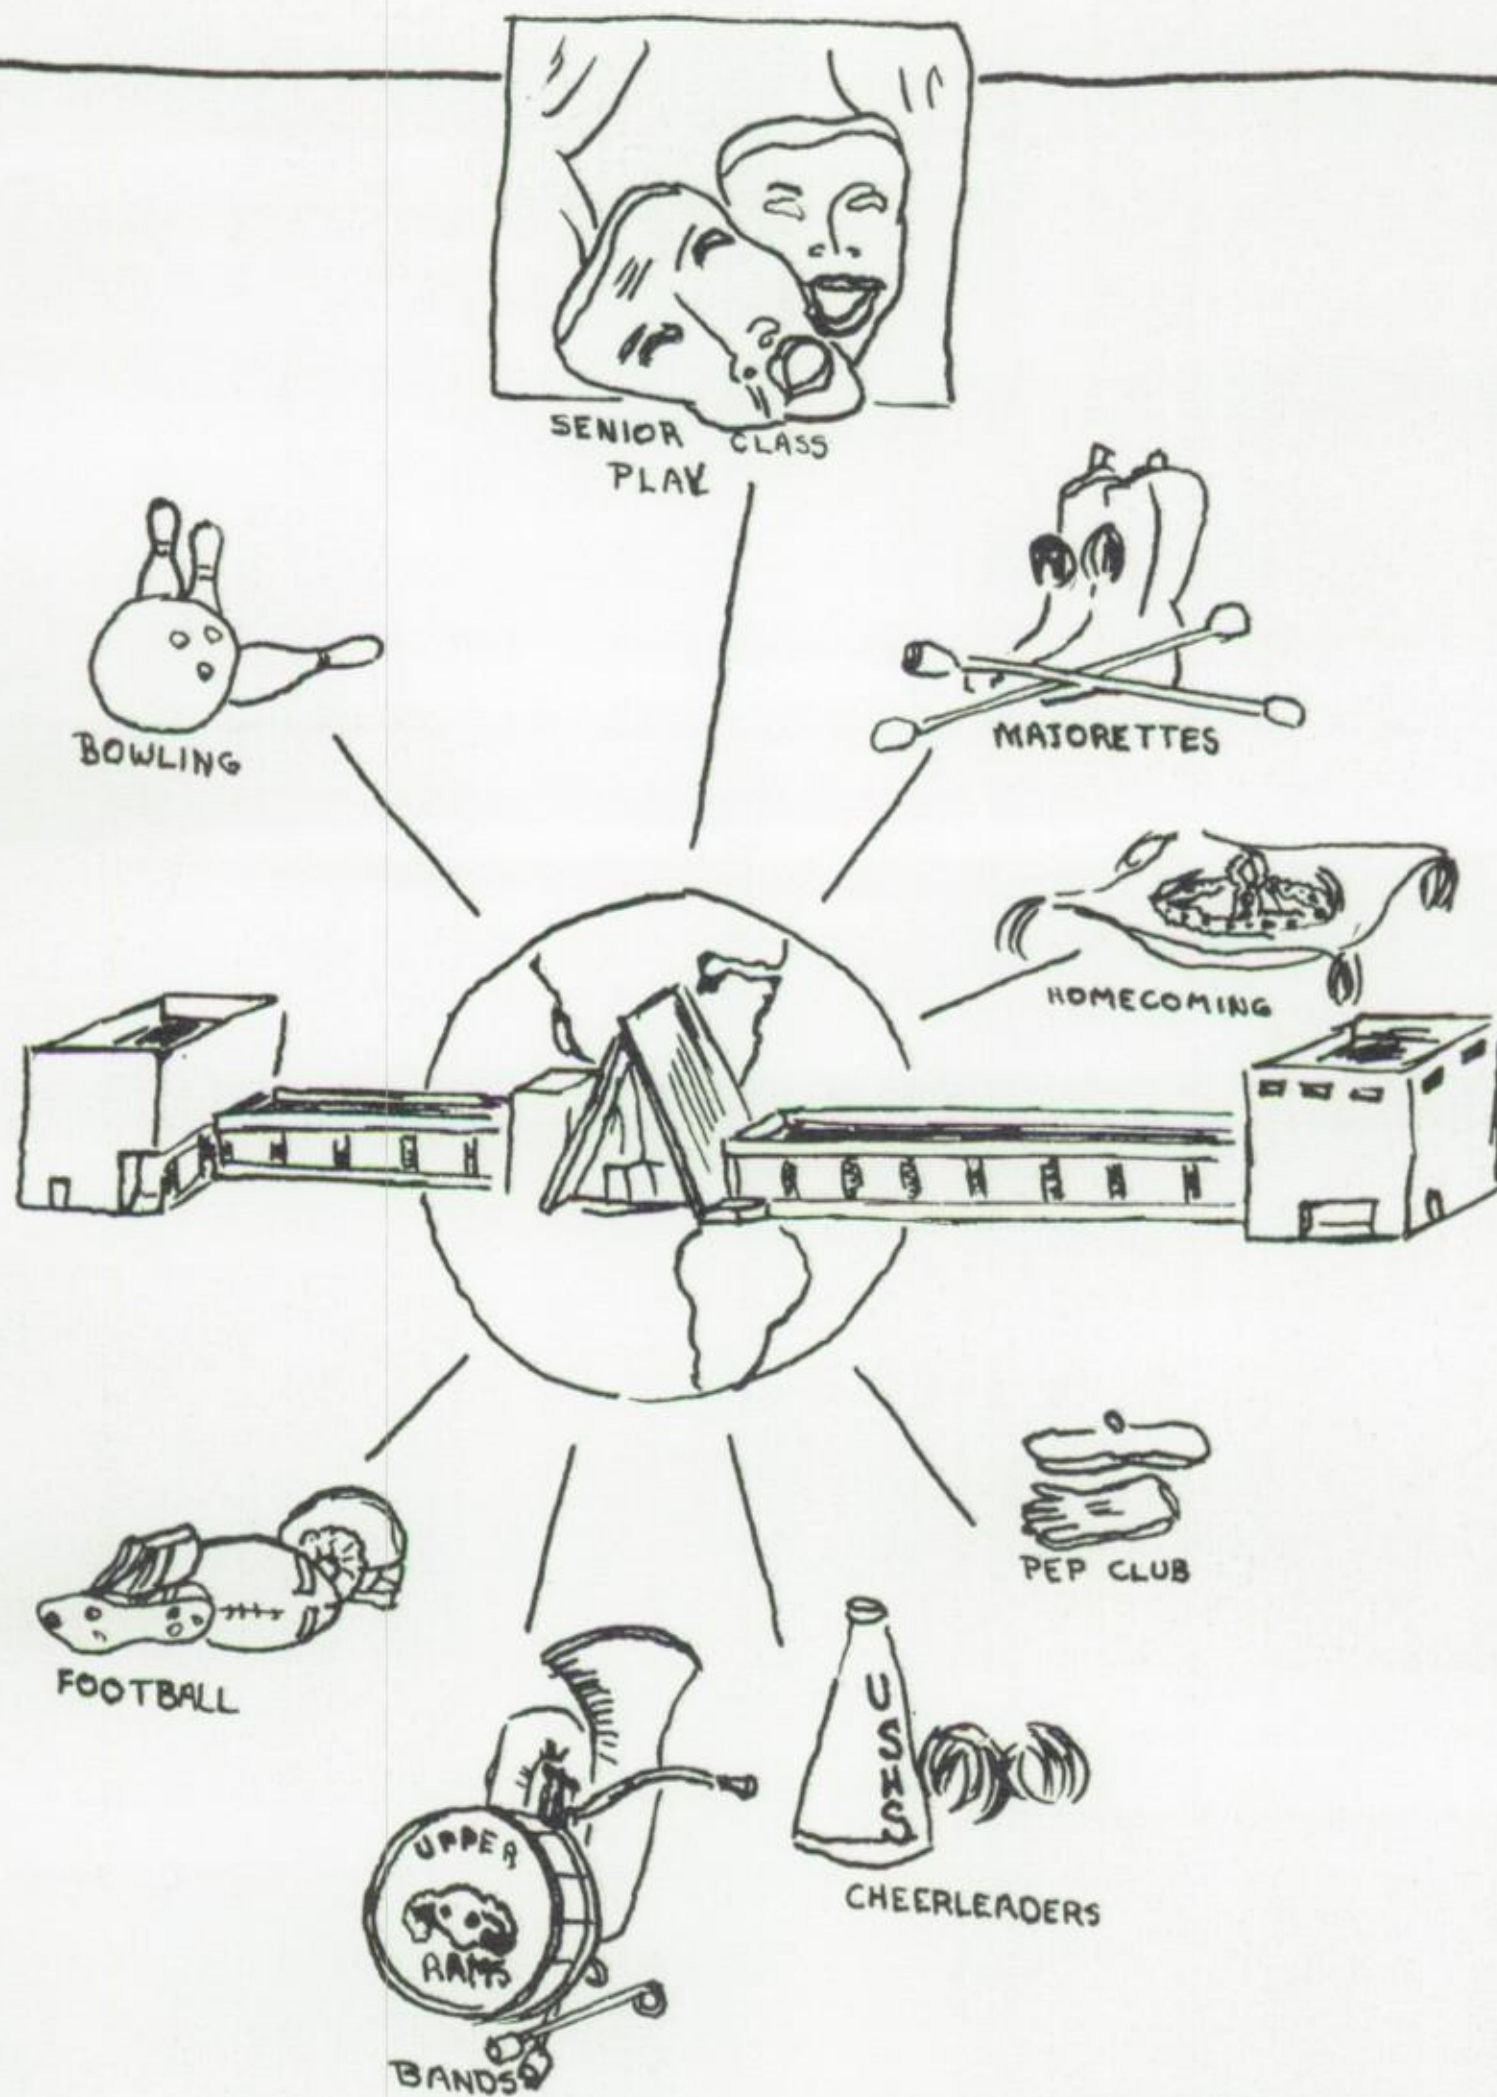 SENIOR CLASS
PLAY
BOWLING
MAJORETTES
HOMECOMING
PEP CLUB
FOOTBALL
USHS
CHEERLEADERS
UPPER
RAMS
BANDS